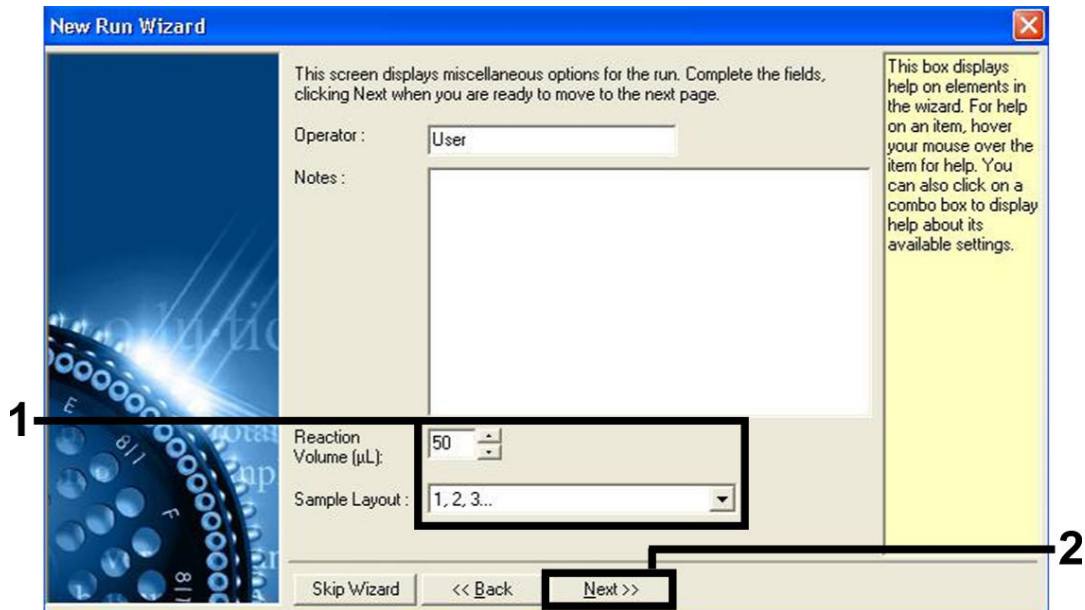 New Run Wizard
This screen displays miscellaneous options for the run. Complete the fields,
clicking Next when you are ready to move to the next page.
Operator :
User
Notes :
1
Reaction
Volume (µL):
50
Sample Layout :
1, 2, 3...
2
Skip Wizard
<< Back
Next >>
This box displays
help on elements in
the wizard. For help
on an item, hover
your mouse over the
item for help. You
can also click on a
combo box to display
help about its
available settings.
E
8/1
F
8/1